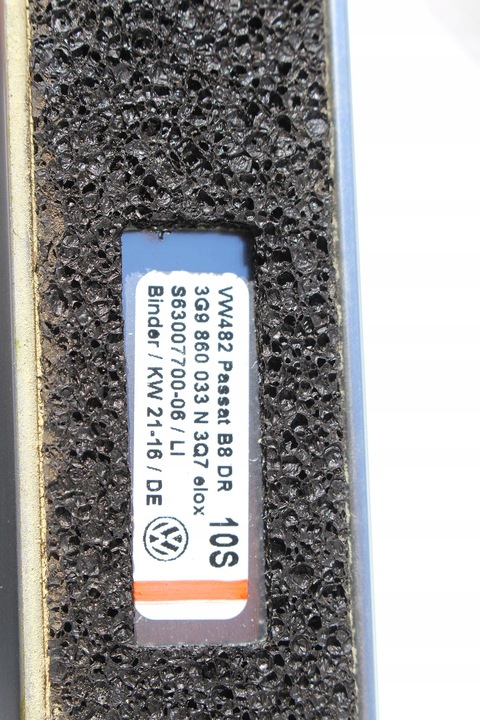 VW482 Passat B8 DR
3G9 860 033 N 3Q7 elox
S63007700-06 / LI
Binder / KW 21-16 / DE
10S